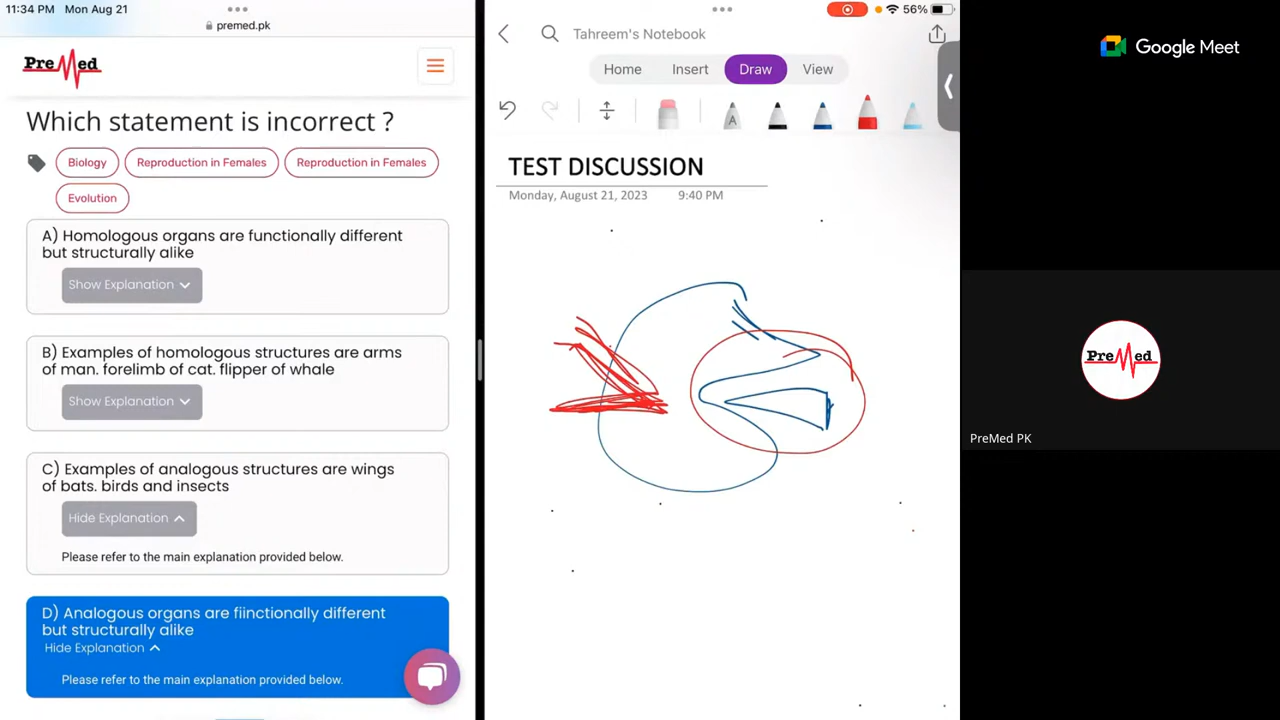 11:34 PM Mon Aug 21
premed.pk
PreMed
Which statement is incorrect ?
Biology
Reproduction in Females
Reproduction in Females
Evolution
A) Homologous organs are functionally different
but structurally alike
Show Explanation
B) Examples of homologous structures are arms
of man. forelimb of cat. flipper of whale
Show Explanation
C) Examples of analogous structures are wings
of bats. birds and insects
Hide Explanation
Please refer to the main explanation provided below.
D) Analogous organs are fiinctionally different
but structurally alike
Hide Explanation
Please refer to the main explanation provided below.
56%
Tahreem's Notebook
Home
Insert
Draw
View
A
TEST DISCUSSION
Monday, August 21, 2023
9:40 PM
Google Meet
PreMed
PreMed PK